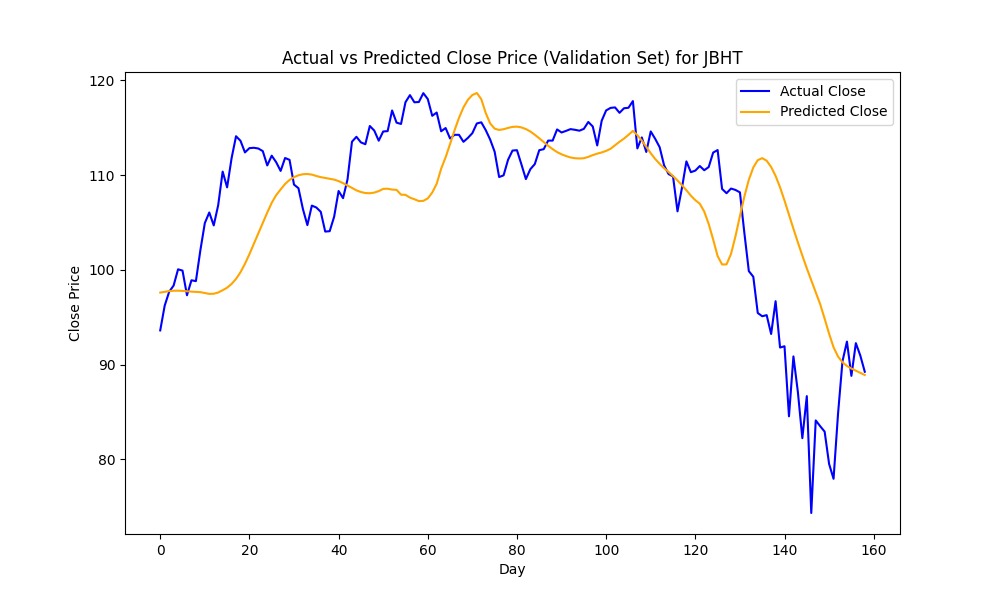 Actual vs Predicted Close Price (Validation Set) for JBHT
Actual Close
Predicted Close
Close Price
120
110
100
90
80
0 20 40 60 80 100 120 140 160
Day